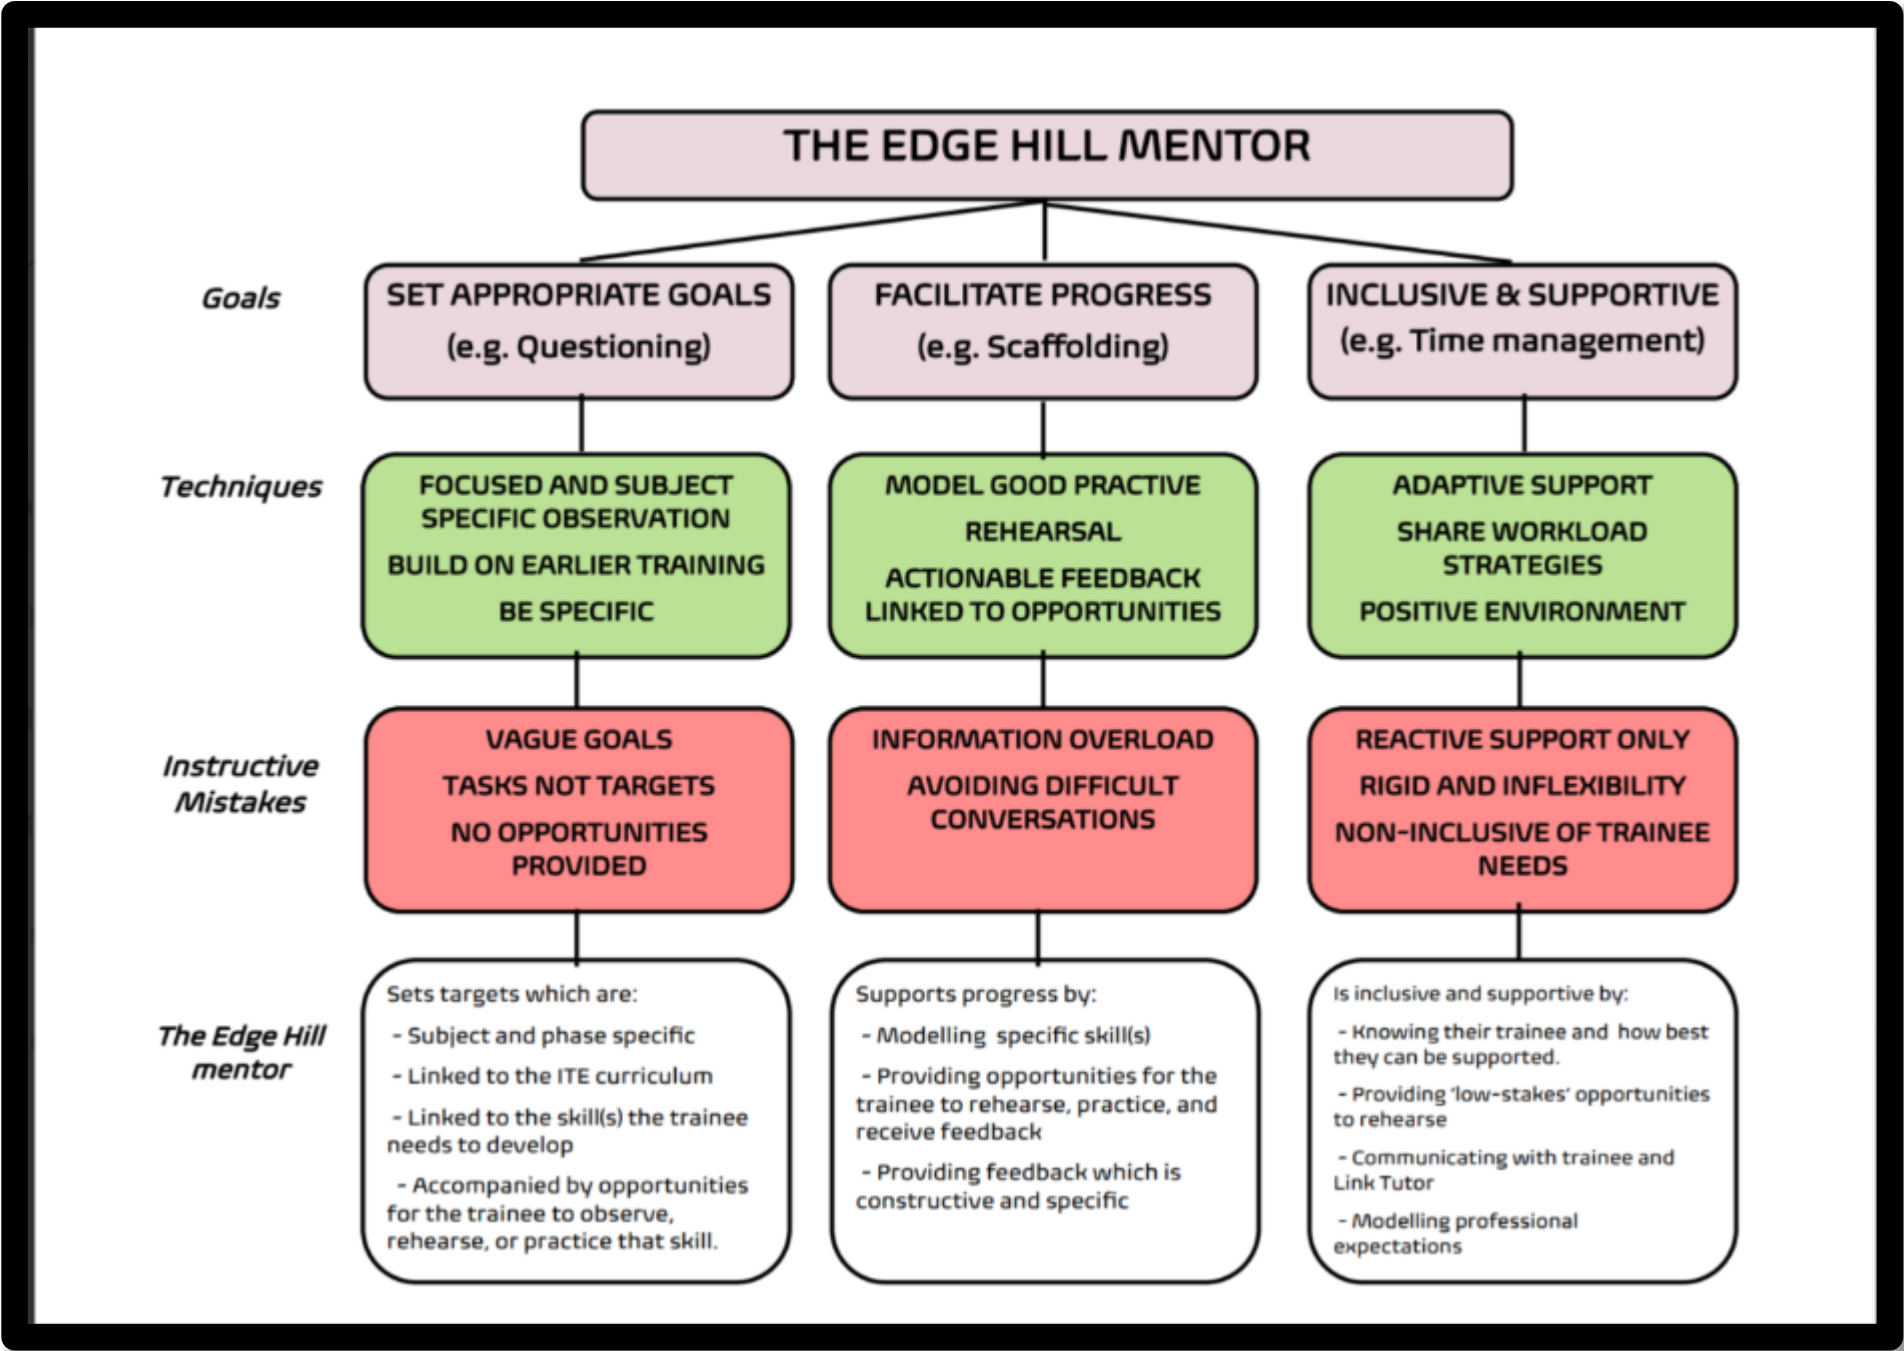 THE EDGE HILL MENTOR
Goals
SET APPROPRIATE GOALS
(e.g. Questioning)
FACILITATE PROGRESS
(e.g. Scaffolding)
INCLUSIVE & SUPPORTIVE
(e.g. Time management)
Techniques
FOCUSED AND SUBJECT
SPECIFIC OBSERVATION
BUILD ON EARLIER TRAINING
BE SPECIFIC
MODEL GOOD PRACTIVE
REHEARSAL
ACTIONABLE FEEDBACK
LINKED TO OPPORTUNITIES
ADAPTIVE SUPPORT
SHARE WORKLOAD
STRATEGIES
POSITIVE ENVIRONMENT
Instructive
Mistakes
VAGUE GOALS
TASKS NOT TARGETS
NO OPPORTUNITIES
PROVIDED
INFORMATION OVERLOAD
AVOIDING DIFFICULT
CONVERSATIONS
REACTIVE SUPPORT ONLY
RIGID AND INFLEXIBILITY
NON-INCLUSIVE OF TRAINEE
NEEDS
The Edge Hill
mentor
Sets targets which are:
- Subject and phase specific
- Linked to the ITE curriculum
- Linked to the skill(s) the trainee
needs to develop
- Accompanied by opportunities
for the trainee to observe,
rehearse, or practice that skill.
Supports progress by:
- Modelling specific skill(s)
- Providing opportunities for the
trainee to rehearse, practice, and
receive feedback
- Providing feedback which is
constructive and specific
Is inclusive and supportive by:
- Knowing their trainee and how best
they can be supported.
- Providing 'low-stakes' opportunities
to rehearse
- Communicating with trainee and
Link Tutor
- Modelling professional
expectations